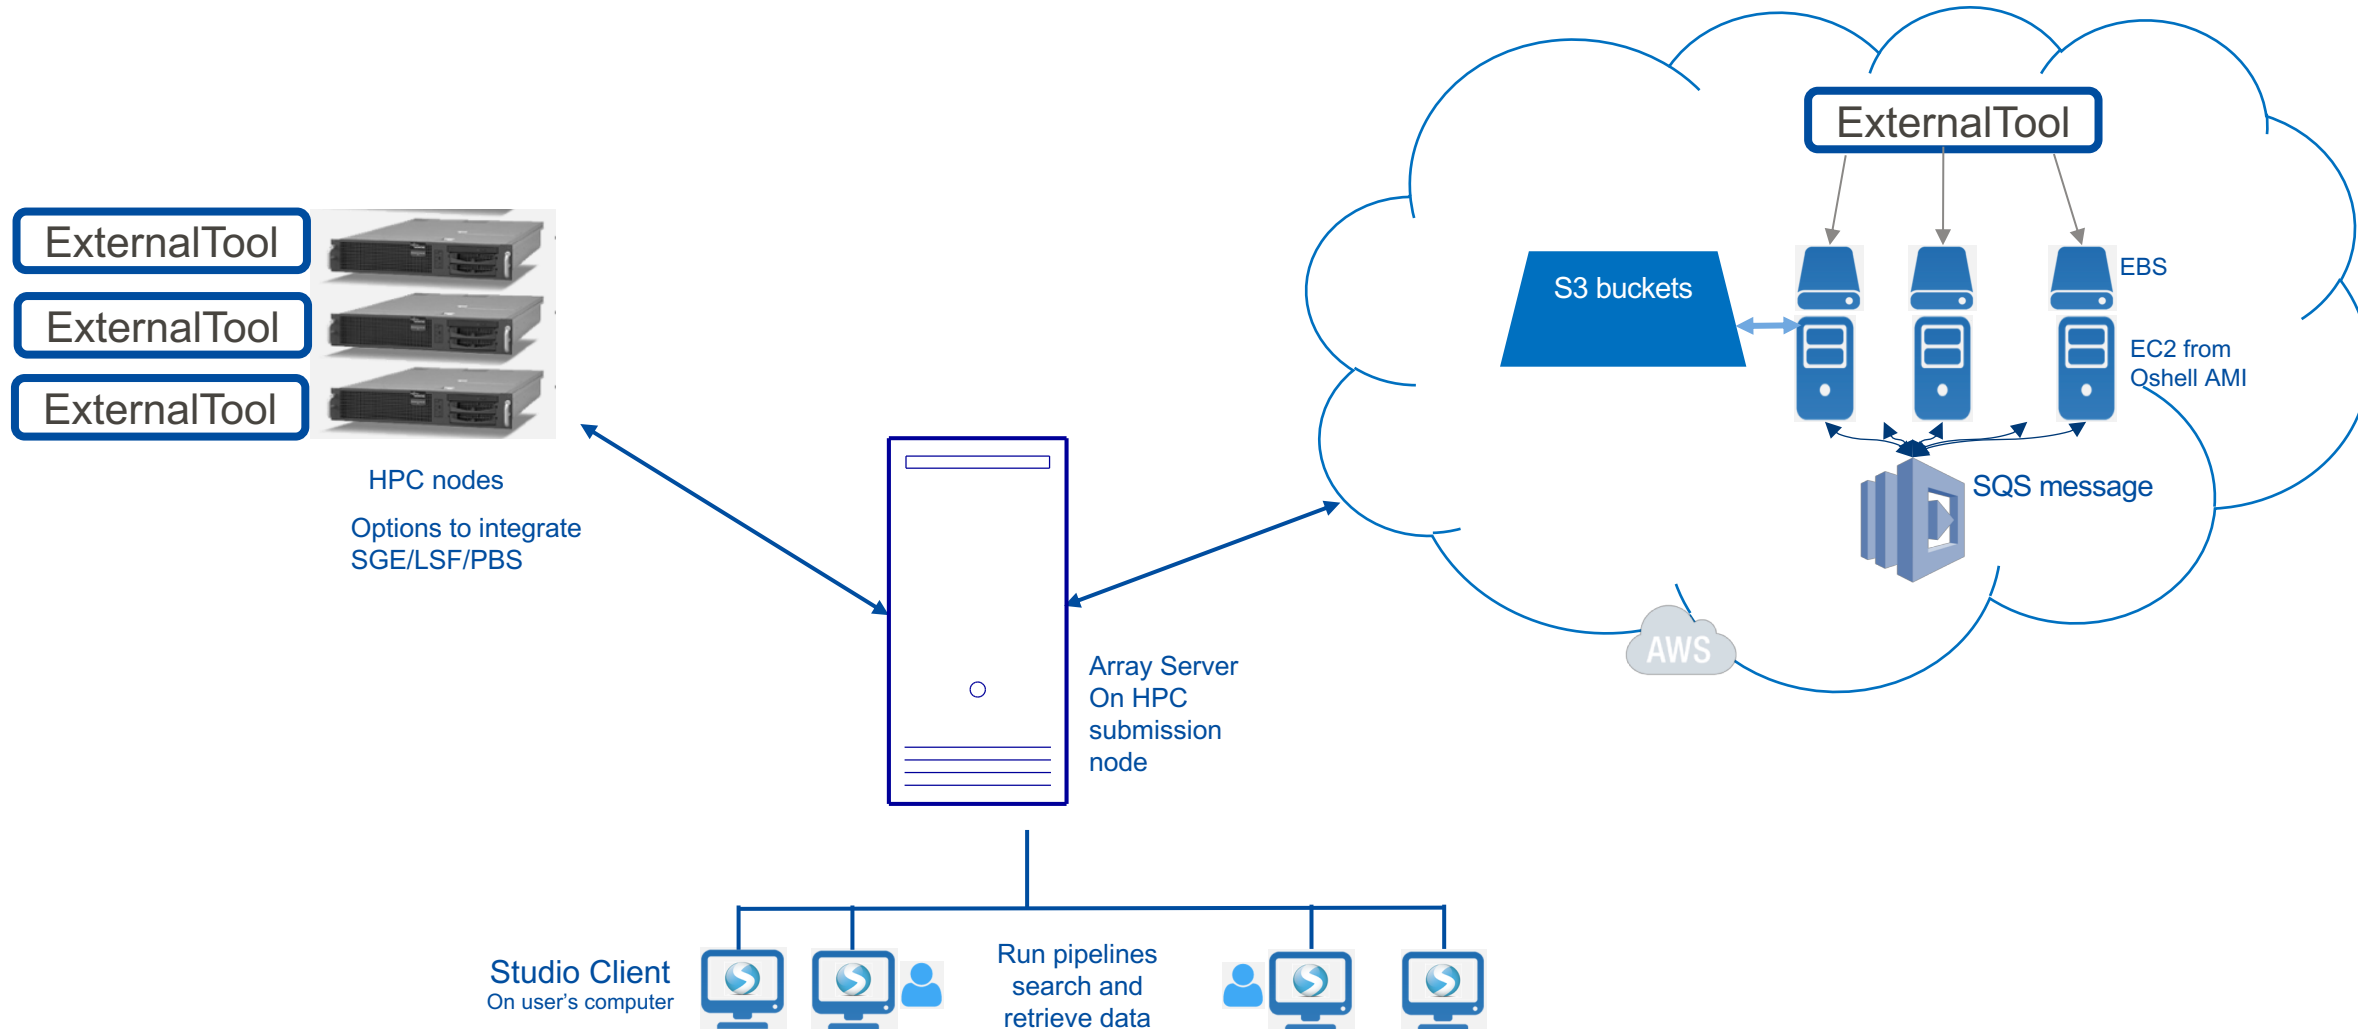 ExternalTool
ExternalTool
ExternalTool
ExternalTool
S3 buckets
EBS
EC2 from
Oshell AMI
HPC nodes
Options to integrate
SGE/LSF/PBS
SQS message
AWS
Array Server
On HPC
submission
node
Studio Client
On user's computer
Run pipelines
search and
retrieve data